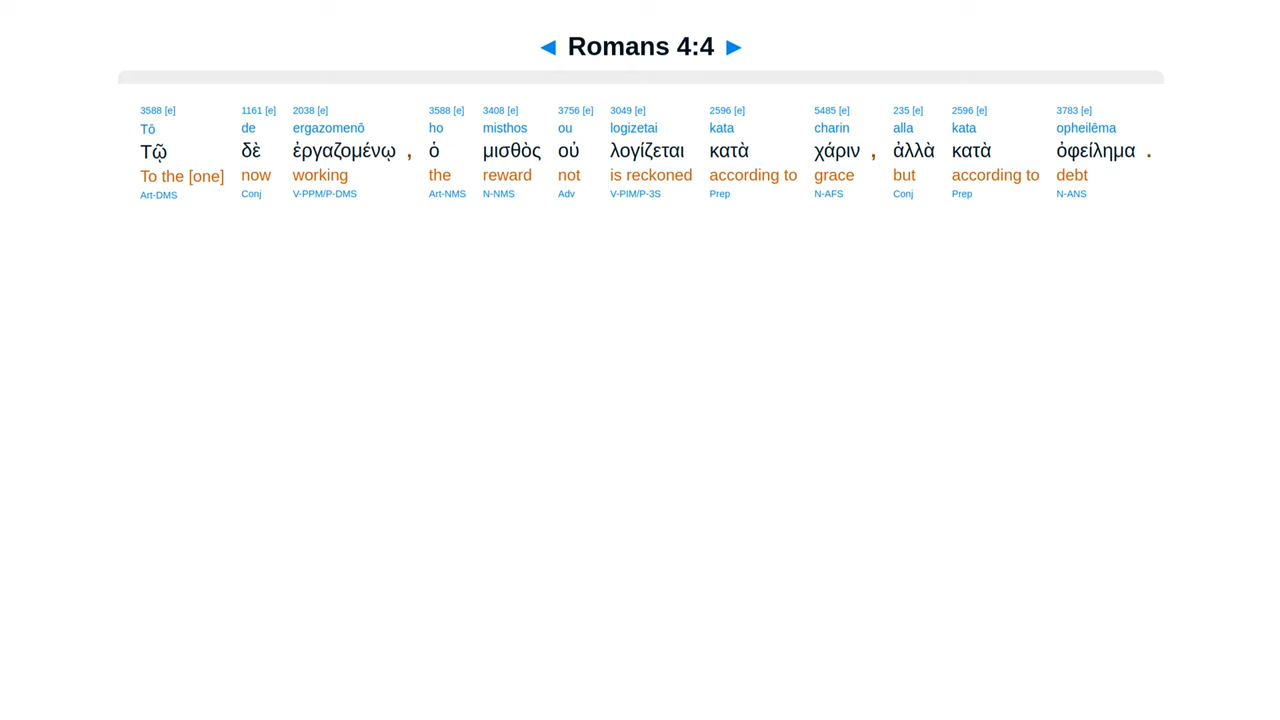 ◄ Romans 4:4 ►
3588 [e] 1161 [e] 2038 [e] 3588 [e] 3408 [e] 3756 [e] 3049 [e] 2596 [e] 5485 [e] 235 [e] 2596 [e] 3783 [e]
Tō de ergazomenō ho misthos ou logizetai kata charin alla kata opheilēma
Τῷ δὲ ἐργαζομένῳ , ὁ μισθὸς οὐ λογίζεται κατὰ χάριν , ἀλλὰ κατὰ ὀφείλημα .
To the [one] now working the reward not is reckoned according to grace but according to debt
Art-DMS Conj V-PPM/P-DMS Art-NMS N-NMS Adv V-PIM/P-3S Prep N-AFS Conj Prep N-ANS